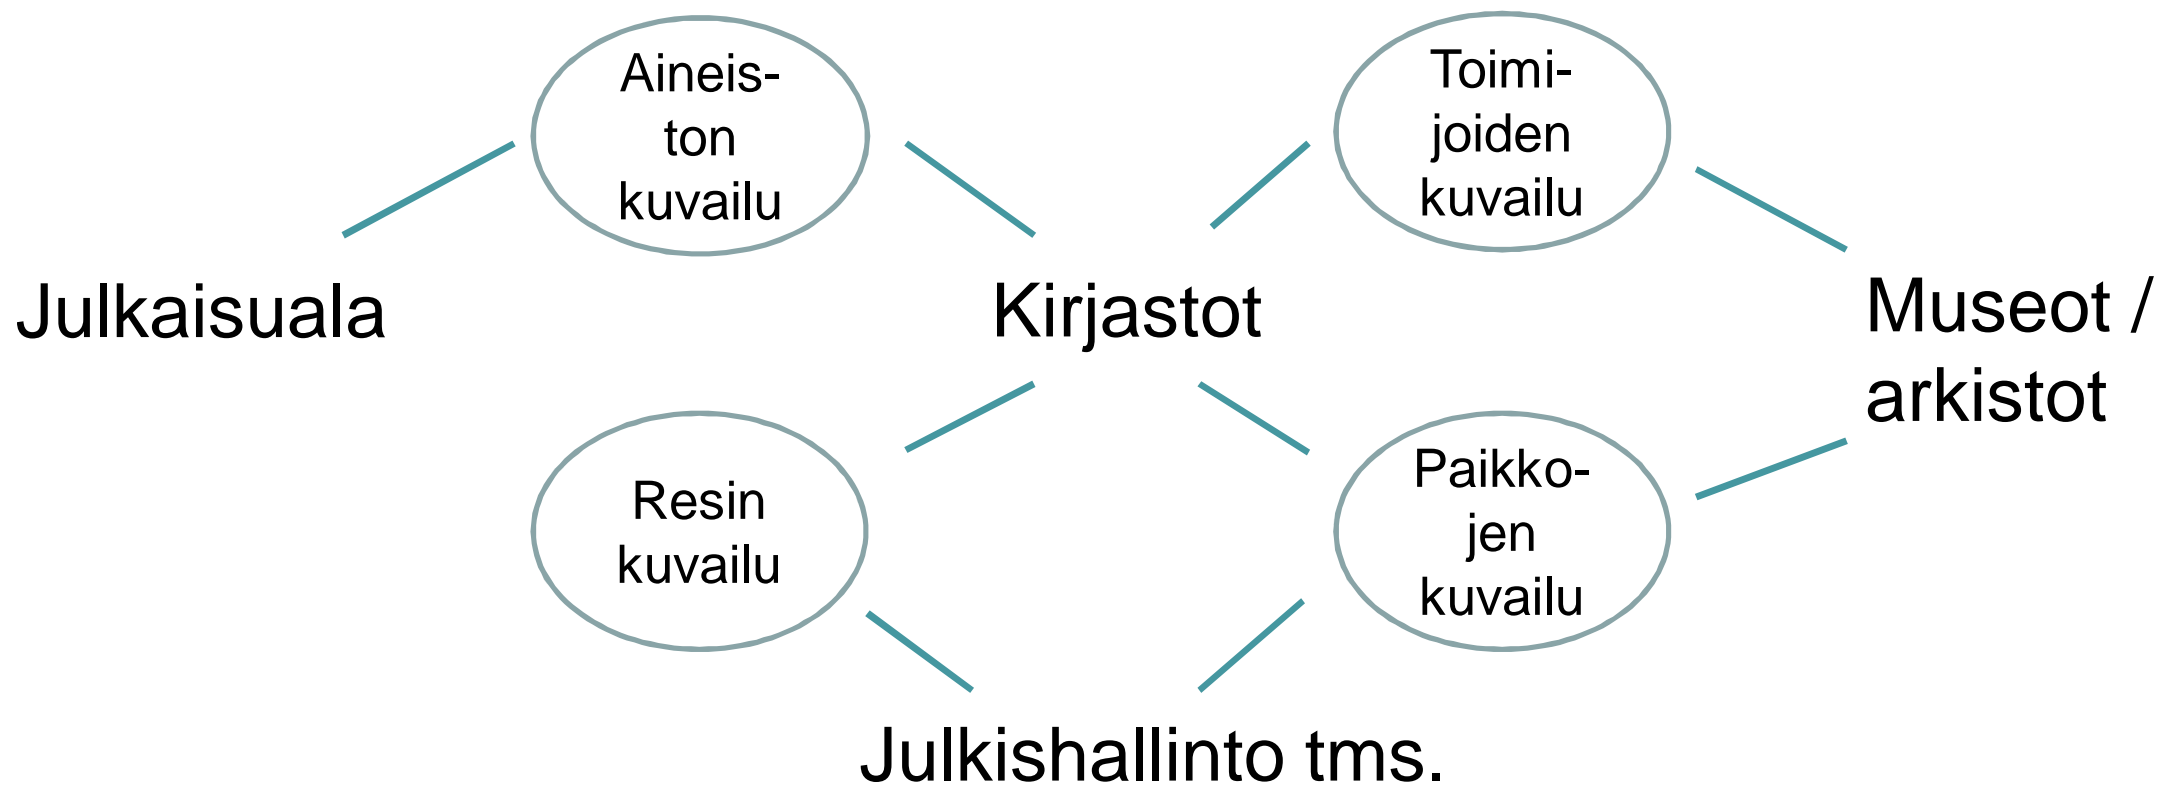 Aineis-
ton
kuvailu
Toimi-
joiden
kuvailu
Julkaisuala
Kirjastot
Museot /
arkistot
Resin
kuvailu
Paikko-
jen
kuvailu
Julkishallinto tms.